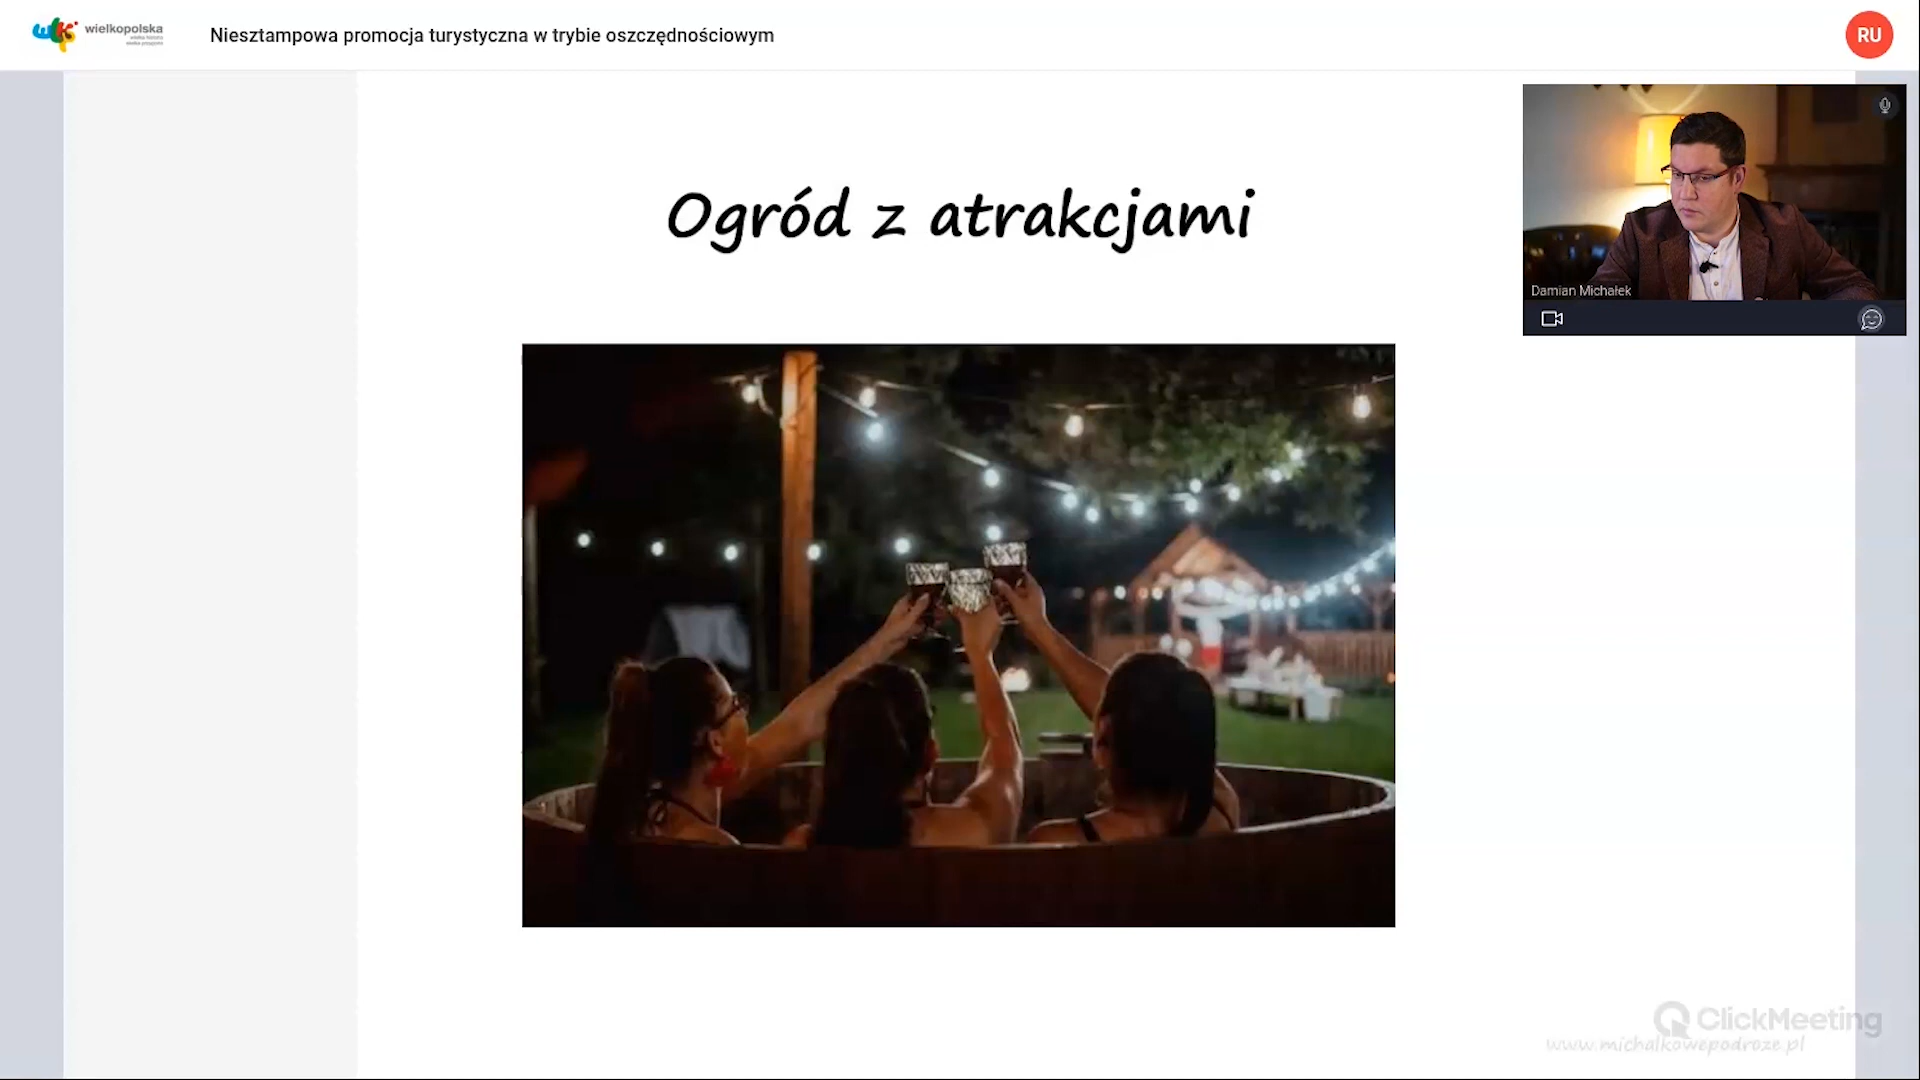 wielkopolska
Niesztampowa promocja turystyczna w trybie oszczędnościowym
RU
Ogród z atrakcjami
Damian Michałek
ClickMeeting
www.michalkowepodroze.pl